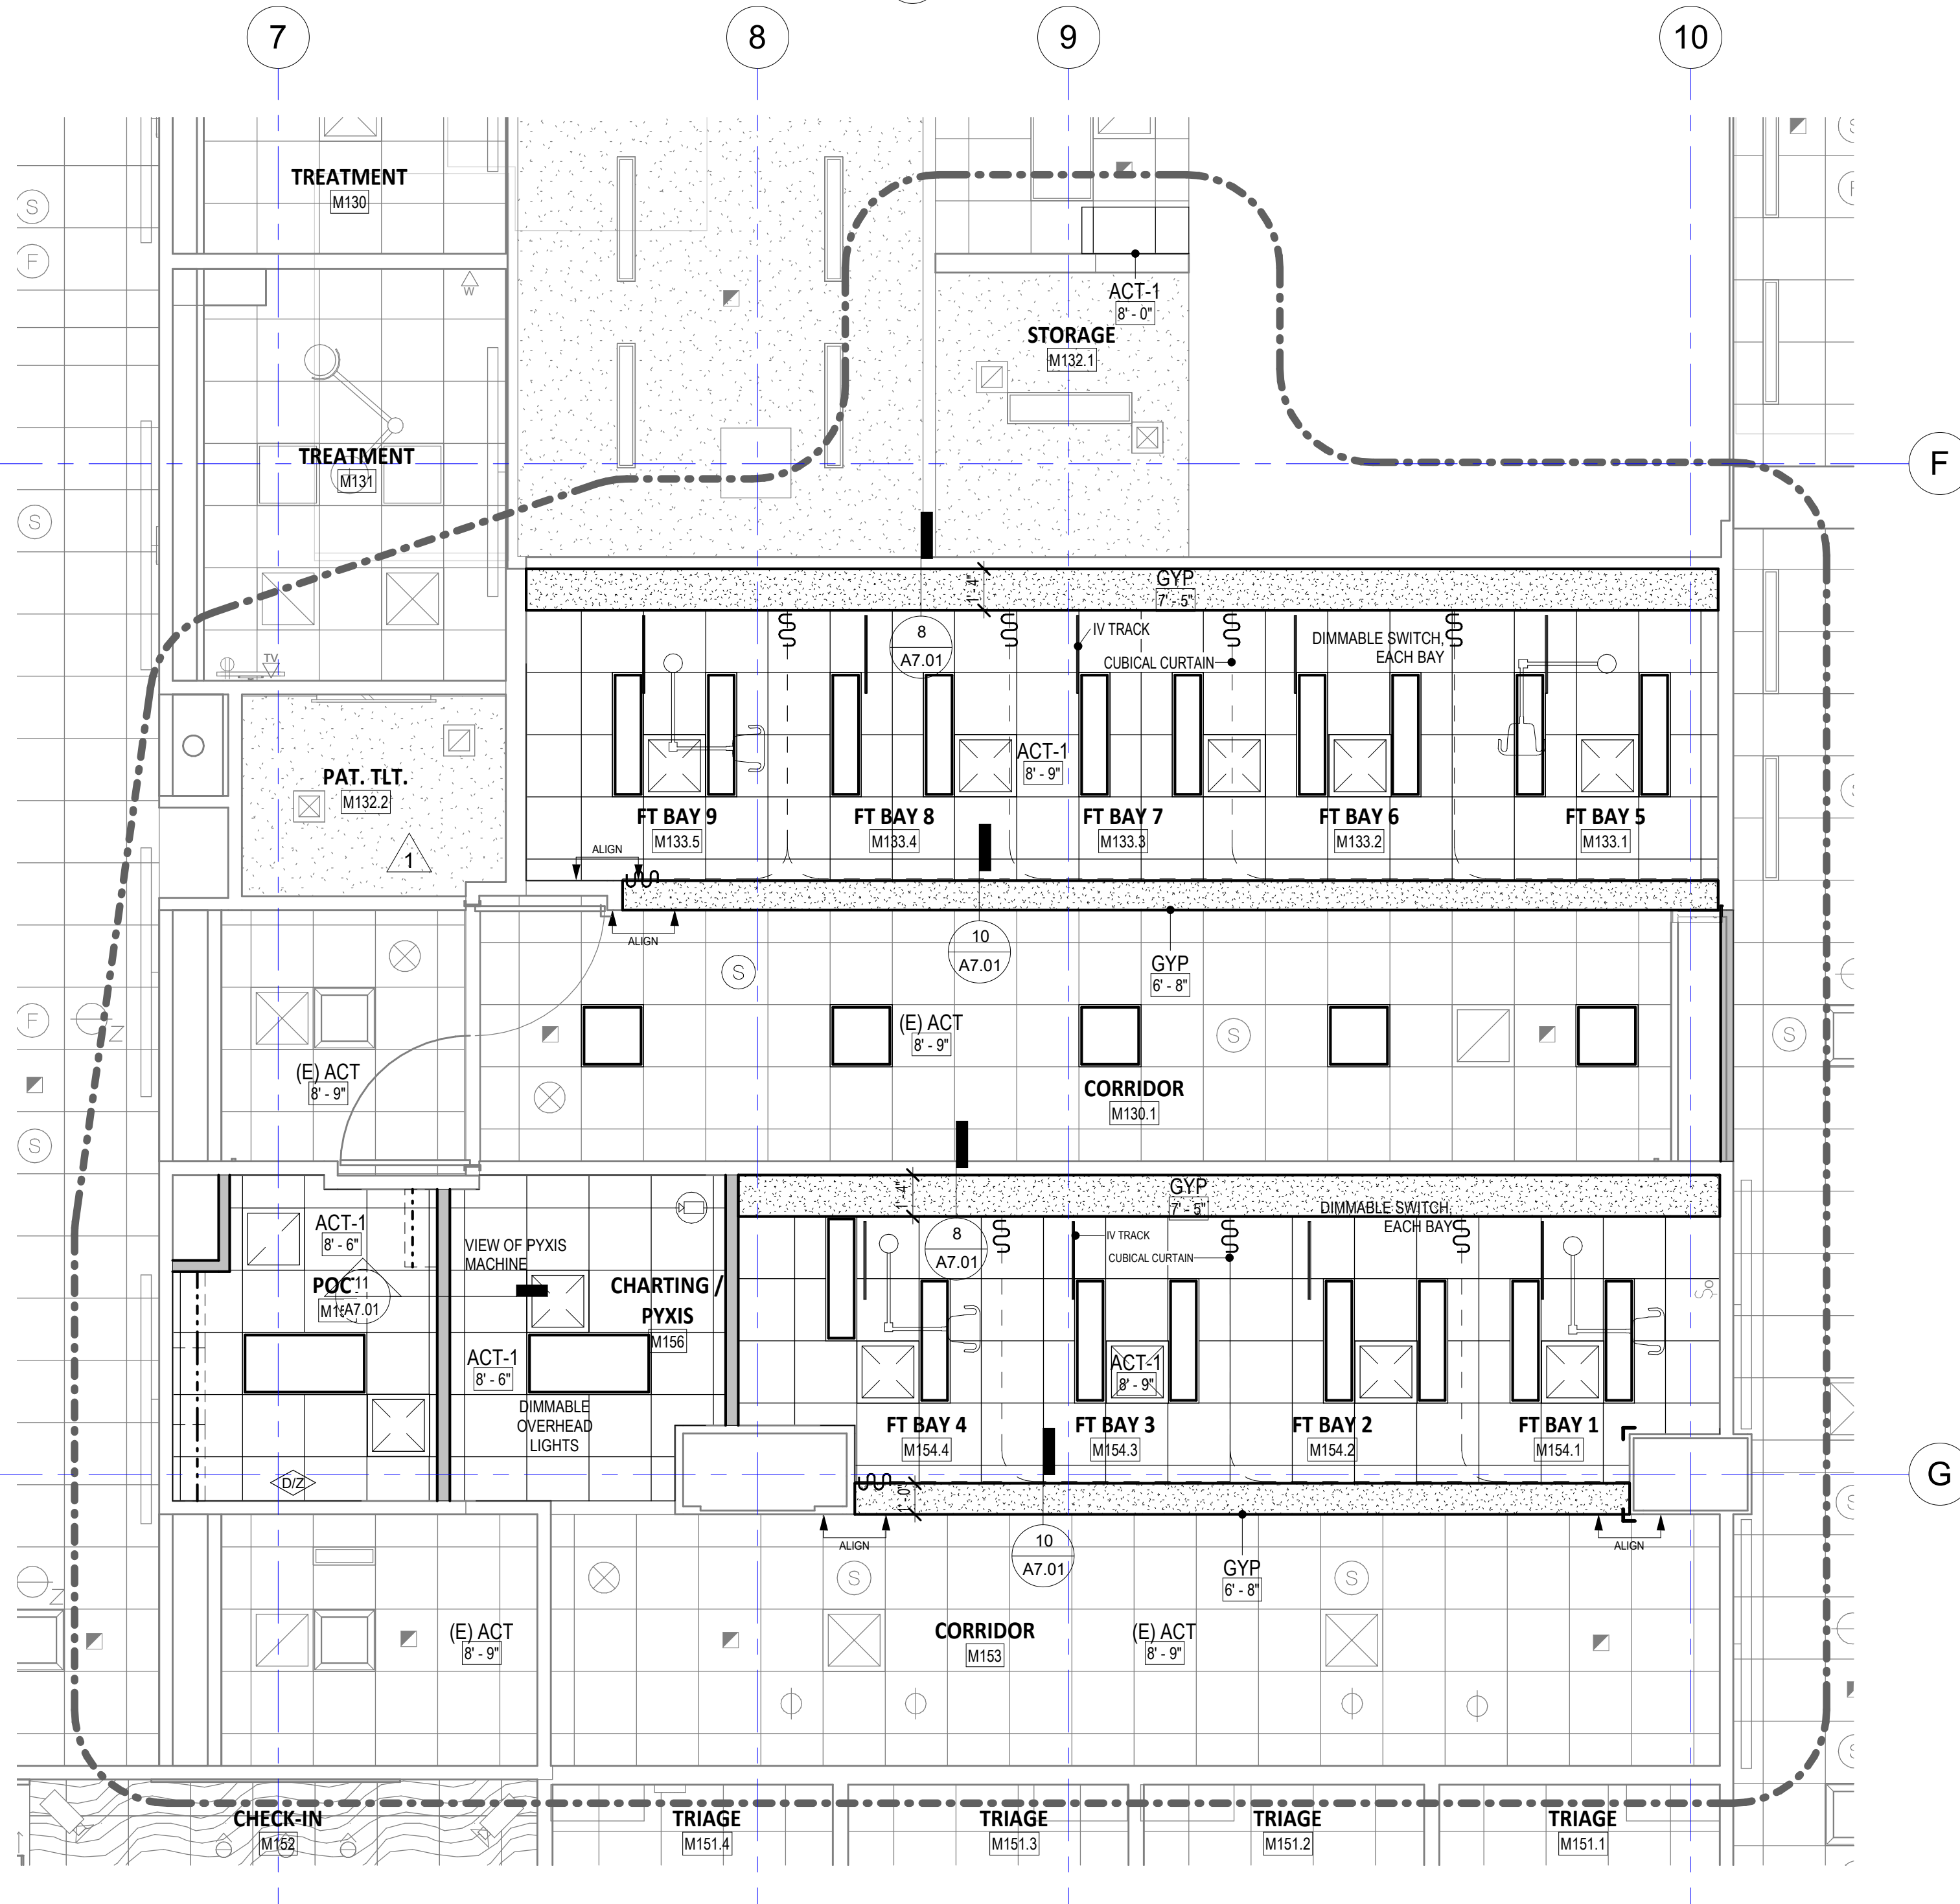 7
8
9
10
TREATMENT
M130
S
F
W
ACT-1
8' - 0"
STORAGE
M132.1
TREATMENT
M131
F
S
TV
GYP
7' - 5"
1' - 4"
8
A7.01
IV TRACK
CUBICAL CURTAIN
DIMMABLE SWITCH,
EACH BAY
ACT-1
8' - 9"
PAT. TLT.
M132.2
1
FT BAY 9
M133.5
FT BAY 8
M133.4
FT BAY 7
M133.3
FT BAY 6
M133.2
FT BAY 5
M133.1
ALIGN
ALIGN
10
A7.01
S
GYP
6' - 8"
F
Z
(E) ACT
8' - 9"
(E) ACT
8' - 9"
S
S
CORRIDOR
M130.1
S
GYP
7' - 5"
1' - 4"
8
A7.01
IV TRACK
CUBICAL CURTAIN
DIMMABLE SWITCH,
EACH BAY
ACT-1
8' - 6"
VIEW OF PYXIS
MACHINE
POC
11
A7.01
CHARTING /
PYXIS
M156
ACT-1
8' - 6"
DIMMABLE
OVERHEAD
LIGHTS
ACT-1
8' - 9"
FT BAY 4
M154.4
FT BAY 3
M154.3
FT BAY 2
M154.2
FT BAY 1
M154.1
D/Z
G
1' - 0"
ALIGN
10
A7.01
GYP
6' - 8"
ALIGN
S
S
Z
(E) ACT
8' - 9"
CORRIDOR
M153
(E) ACT
8' - 9"
CHECK-IN
M152
TRIAGE
M151.4
TRIAGE
M151.3
TRIAGE
M151.2
TRIAGE
M151.1